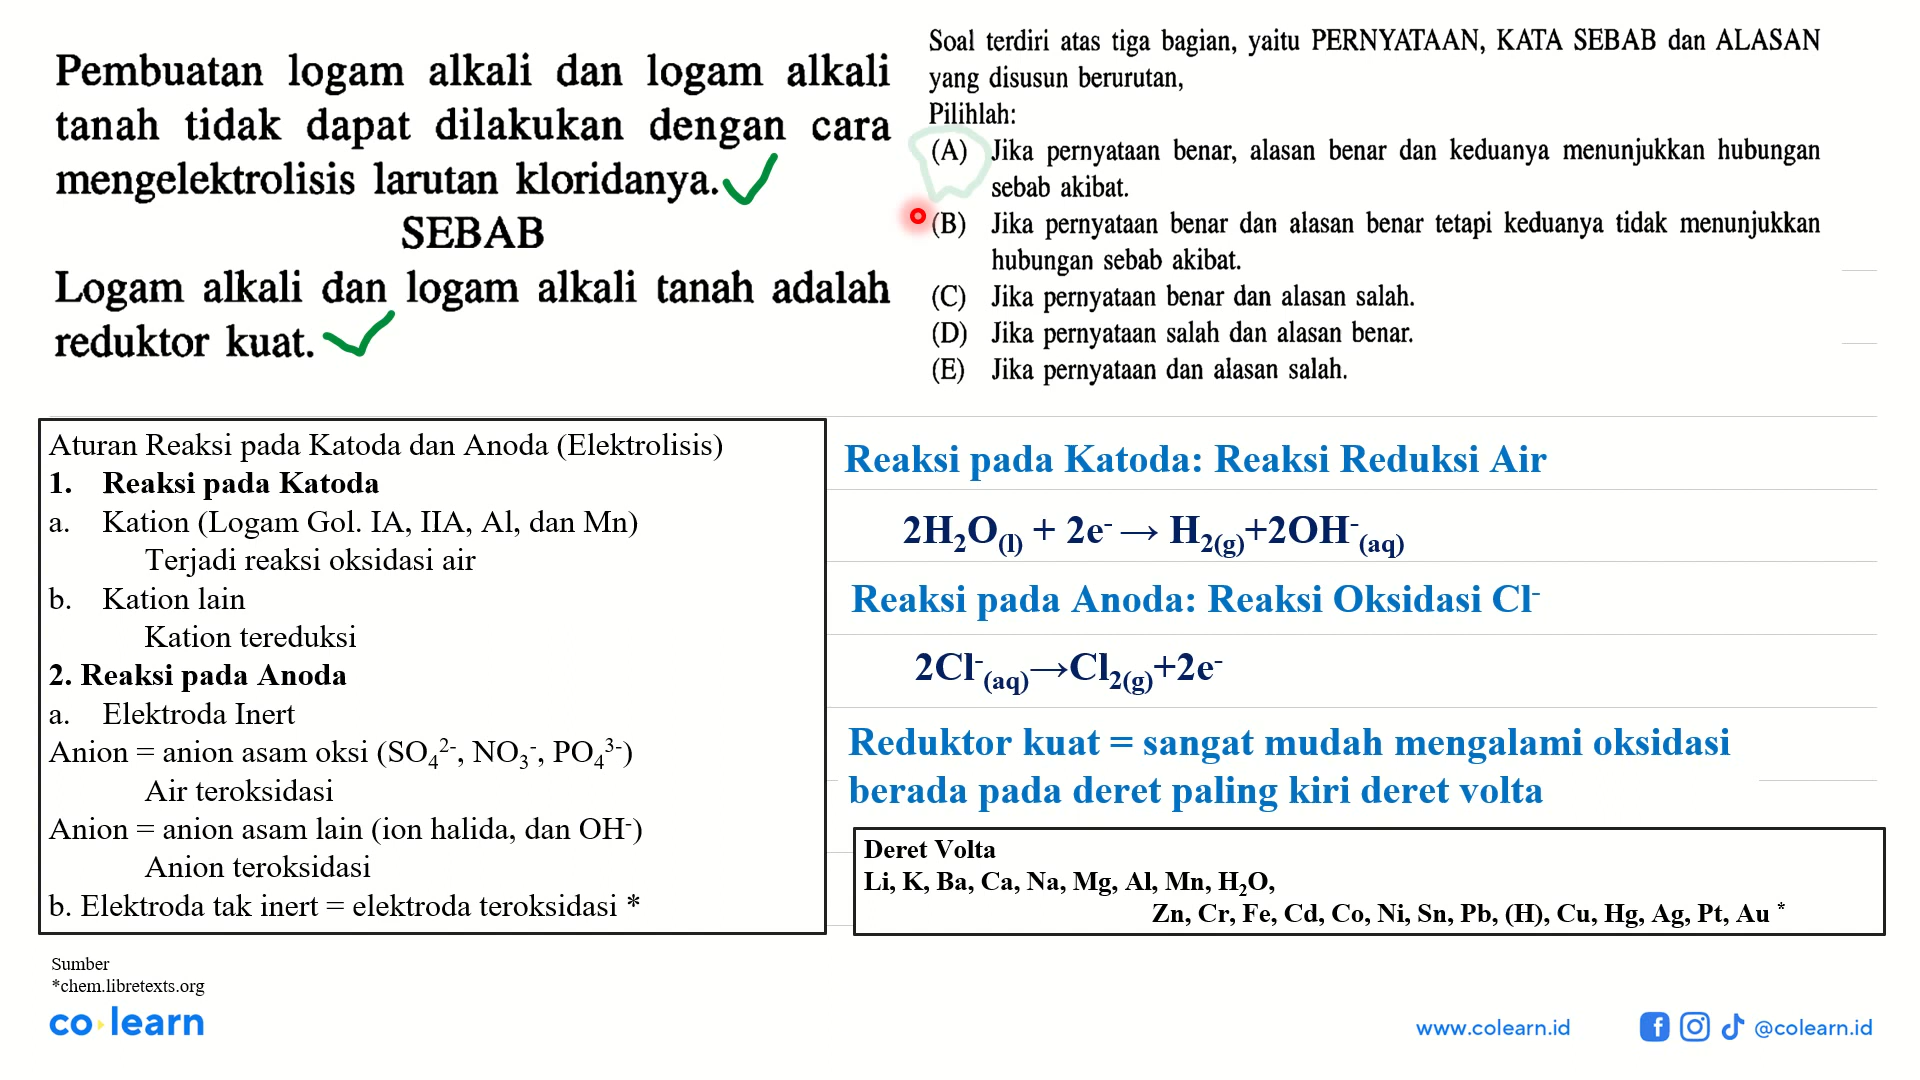 Pembuatan logam alkali dan logam alkali
tanah tidak dapat dilakukan dengan cara
mengelektrolisis larutan kloridanya.
SEBAB
Logam alkali dan logam alkali tanah adalah
reduktor kuat.
Soal terdiri atas tiga bagian, yaitu PERNYATAAN, KATA SEBAB dan ALASAN
yang disusun berurutan,
Pilihlah:
(A) Jika pernyataan benar, alasan benar dan keduanya menunjukkan hubungan
sebab akibat.
(B) Jika pernyataan benar dan alasan benar tetapi keduanya tidak menunjukkan
hubungan sebab akibat.
(C) Jika pernyataan benar dan alasan salah.
(D) Jika pernyataan salah dan alasan benar.
(E) Jika pernyataan dan alasan salah.
Aturan Reaksi pada Katoda dan Anoda (Elektrolisis)
1. Reaksi pada Katoda
a. Kation (Logam Gol. IA, IIA, Al, dan Mn)
Terjadi reaksi oksidasi air
b. Kation lain
Kation tereduksi
2. Reaksi pada Anoda
a. Elektroda Inert
Anion = anion asam oksi (SO₄²⁻, NO₃⁻, PO₄³⁻)
Air teroksidasi
Anion = anion asam lain (ion halida, dan OH⁻)
Anion teroksidasi
b. Elektroda tak inert = elektroda teroksidasi *
Reaksi pada Katoda: Reaksi Reduksi Air
2H₂O₍ₗ₎ + 2e⁻ → H₂(g)+2OH⁻(aq)
Reaksi pada Anoda: Reaksi Oksidasi Cl⁻
2Cl⁻(aq)→Cl₂(g)+2e⁻
Reduktor kuat = sangat mudah mengalami oksidasi
berada pada deret paling kiri deret volta
Deret Volta
Li, K, Ba, Ca, Na, Mg, Al, Mn, H₂O,
Zn, Cr, Fe, Cd, Co, Ni, Sn, Pb, (H), Cu, Hg, Ag, Pt, Au *
Sumber
*chem.libretexts.org
co learn
www.colearn.id
@colearn.id